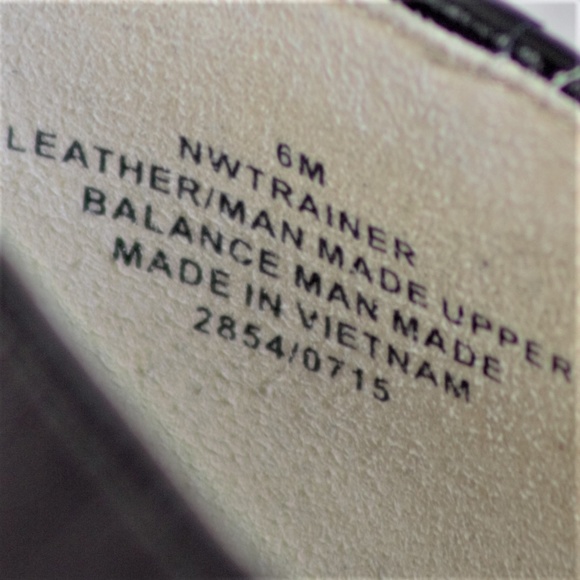 6M
NWTRAINER
LEATHER/MAN MADE UPPER
BALANCE MAN MADE
MADE IN VIETNAM
2854/0715